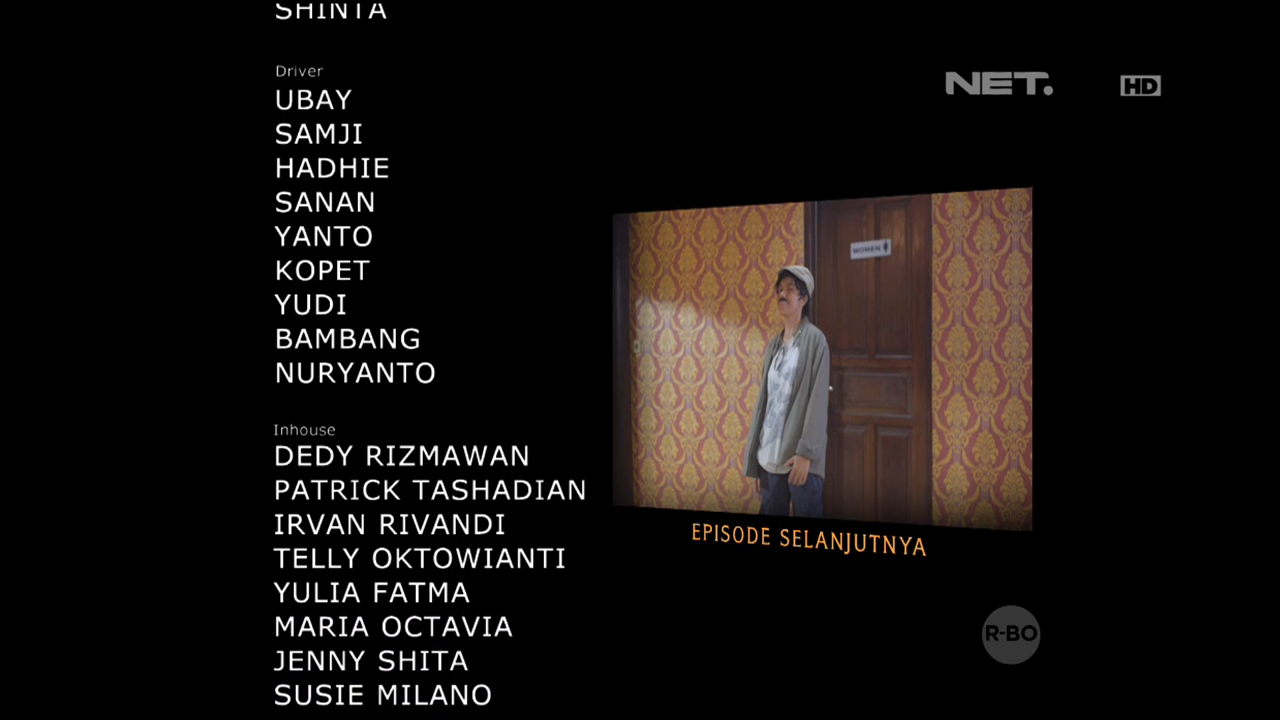 SHINTA
Driver
UBAY
SAMJI
HADHIE
SANAN
YANTO
KOPET
YUDI
BAMBANG
NURYANTO
Inhouse
DEDY RIZMAWAN
PATRICK TASHADIAN
IRVAN RIVANDI
TELLY OKTOWIANTI
YULIA FATMA
MARIA OCTAVIA
JENNY SHITA
SUSIE MILANO
NET.
HD
WOMEN
EPISODE SELANJUTNYA
R-BO